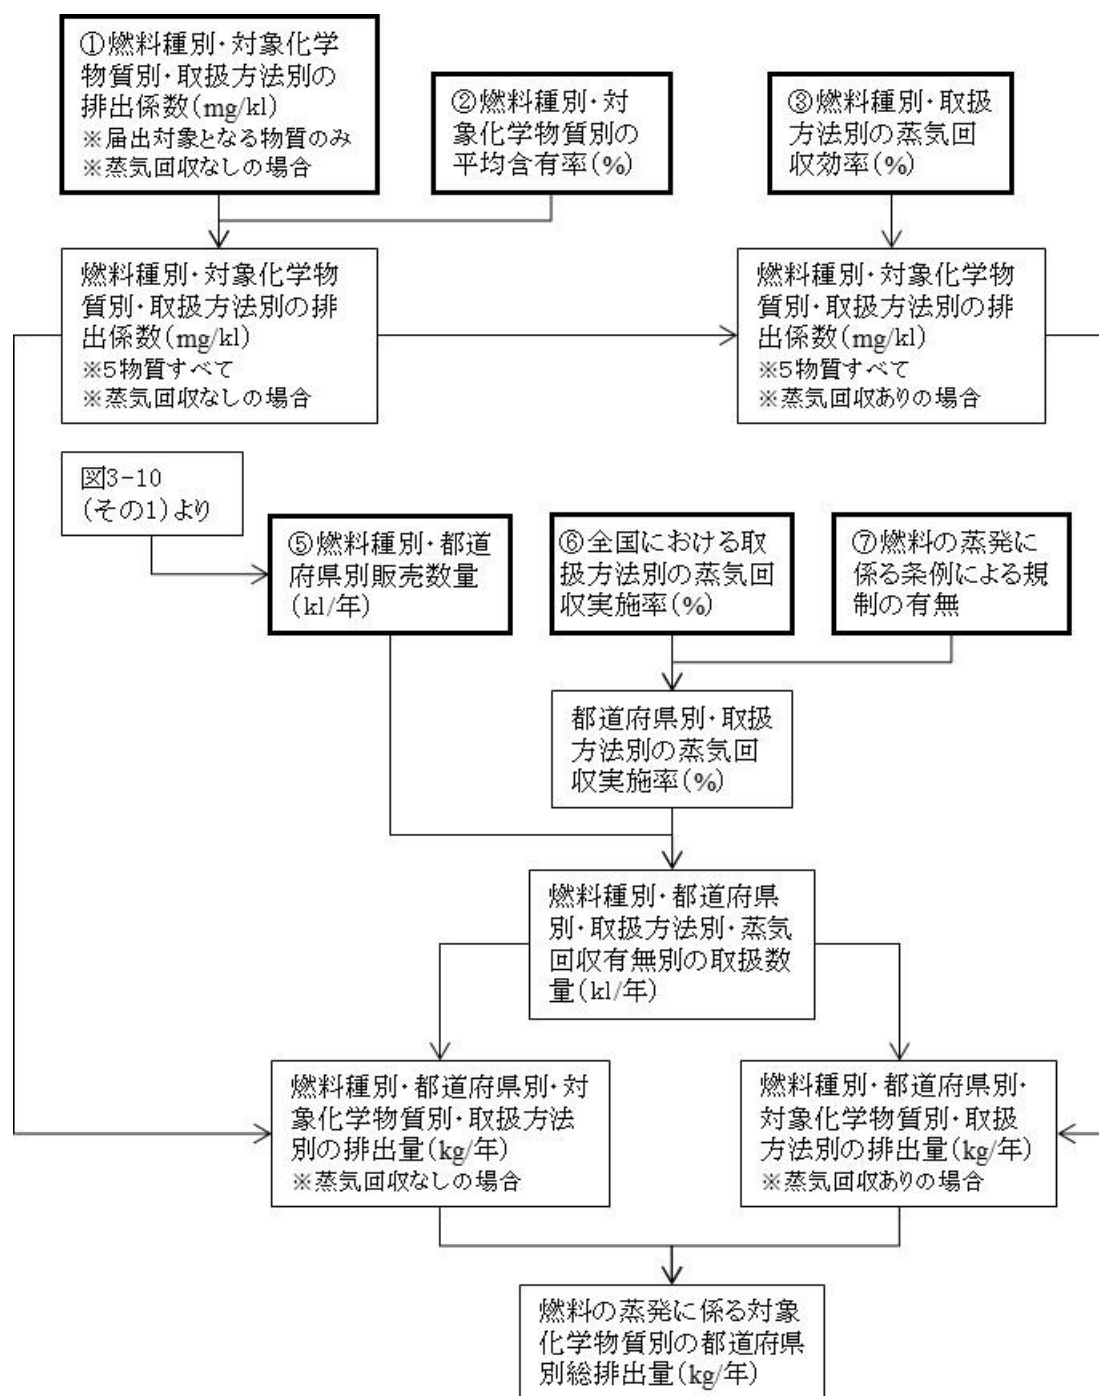 ①燃料種別・対象化学
物質別・取扱方法別の
排出係数(mg/kl)
※届出対象となる物質のみ
※蒸気回収なしの場合
②燃料種別・対
象化学物質別の
平均含有率(%)
③燃料種別・取扱
方法別の蒸気回
収効率(%)
燃料種別・対象化学物
質別・取扱方法別の排
出係数(mg/kl)
※5物質すべて
※蒸気回収なしの場合
燃料種別・対象化学物
質別・取扱方法別の排
出係数(mg/kl)
※5物質すべて
※蒸気回収ありの場合
図3-10
(その1)より
⑤燃料種別・都道
府県別販売数量
(kl/年)
⑥全国における取
扱方法別の蒸気回
収実施率(%)
⑦燃料の蒸発に
係る条例による規
制の有無
都道府県別・取扱
方法別の蒸気回
収実施率(%)
燃料種別・都道府県
別・取扱方法別・蒸気
回収有無別の取扱数
量(kl/年)
燃料種別・都道府県別・対
象化学物質別・取扱方法
別の排出量(kg/年)
※蒸気回収なしの場合
燃料種別・都道府県別・
対象化学物質別・取扱
方法別の排出量(kg/年)
※蒸気回収ありの場合
燃料の蒸発に係る対象
化学物質別の都道府県
別総排出量(kg/年)